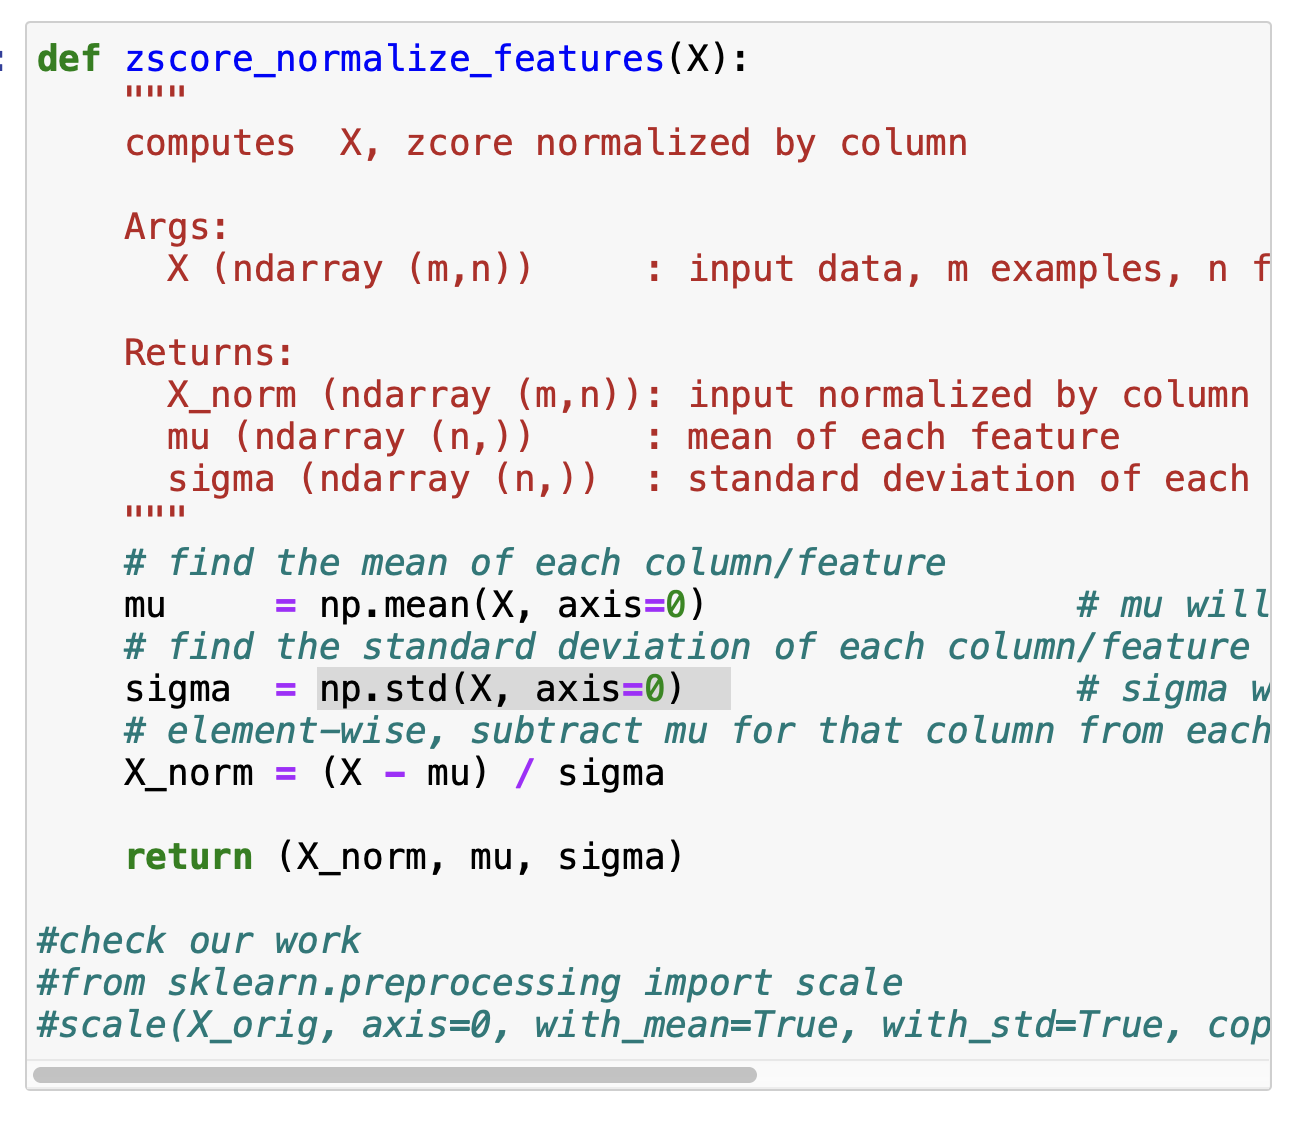 : def zscore_normalize_features(X):
"""
computes  X, zcore normalized by column
Args:
X (ndarray (m,n))     : input data, m examples, n f
Returns:
X_norm (ndarray (m,n)): input normalized by column
mu (ndarray (n,))     : mean of each feature
sigma (ndarray (n,))  : standard deviation of each
"""
# find the mean of each column/feature
mu     = np.mean(X, axis=0)                 # mu will
# find the standard deviation of each column/feature
sigma  = np.std(X, axis=0)                  # sigma w
# element-wise, subtract mu for that column from each
X_norm = (X - mu) / sigma
return (X_norm, mu, sigma)
#check our work
#from sklearn.preprocessing import scale
#scale(X_orig, axis=0, with_mean=True, with_std=True, cop